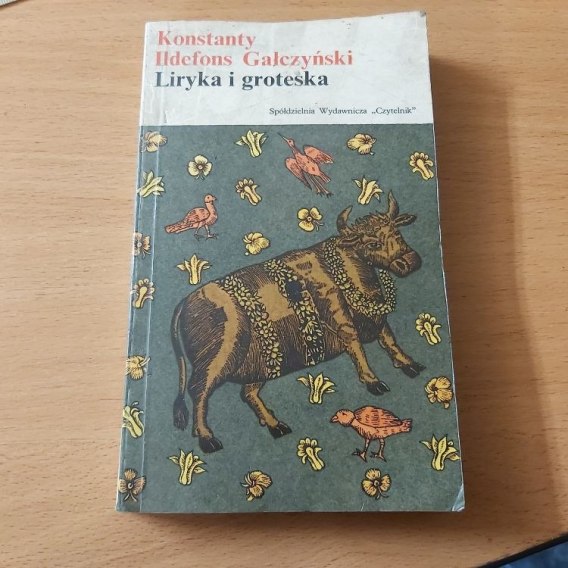 Konstanty
Ildefons Gałczyński
Liryka i groteska
Spółdzielnia Wydawnicza „Czytelnik”